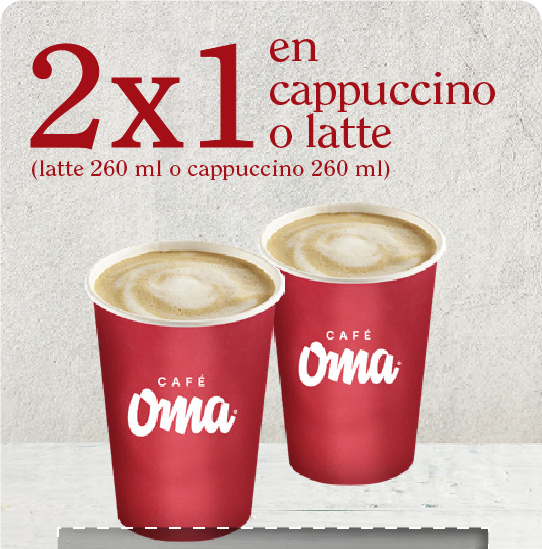 2x1 en
cappuccino
o latte
(latte 260 ml o cappuccino 260 ml)
CAFÉ
Oma
CAFÉ
Oma